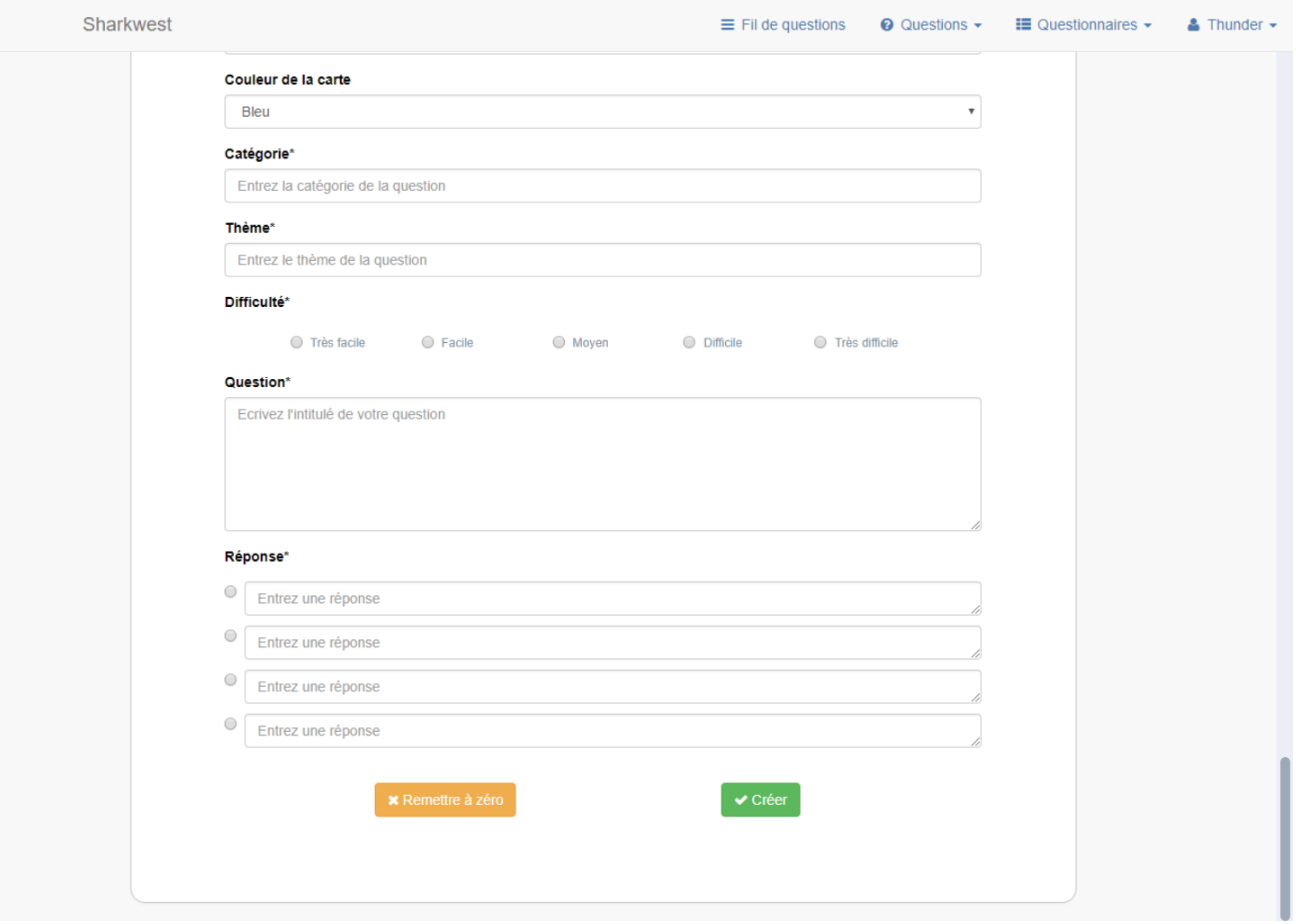 Sharkwest Fil de questions Questions Questionnaires Thunder
Couleur de la carte
Bleu
Catégorie*
Entrez la catégorie de la question
Thème*
Entrez le thème de la question
Difficulté*
Très facile Facile Moyen Difficile Très difficile
Question*
Ecrivez l'intitulé de votre question
Réponse*
Entrez une réponse
Entrez une réponse
Entrez une réponse
Entrez une réponse
Remettre à zéro Créer